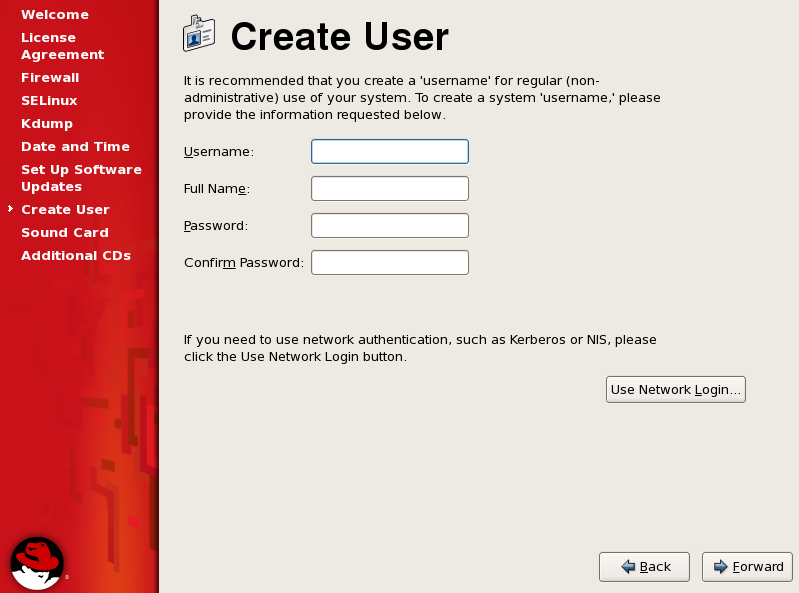 Welcome
License
Agreement
Firewall
SELinux
Kdump
Date and Time
Set Up Software
Updates
Create User
Sound Card
Additional CDs
Create User
It is recommended that you create a 'username' for regular (non-
administrative) use of your system. To create a system 'username,' please
provide the information requested below.
Username:
Full Name:
Password:
Confirm Password:
If you need to use network authentication, such as Kerberos or NIS, please
click the Use Network Login button.
Use Network Login...
Back
Forward
®